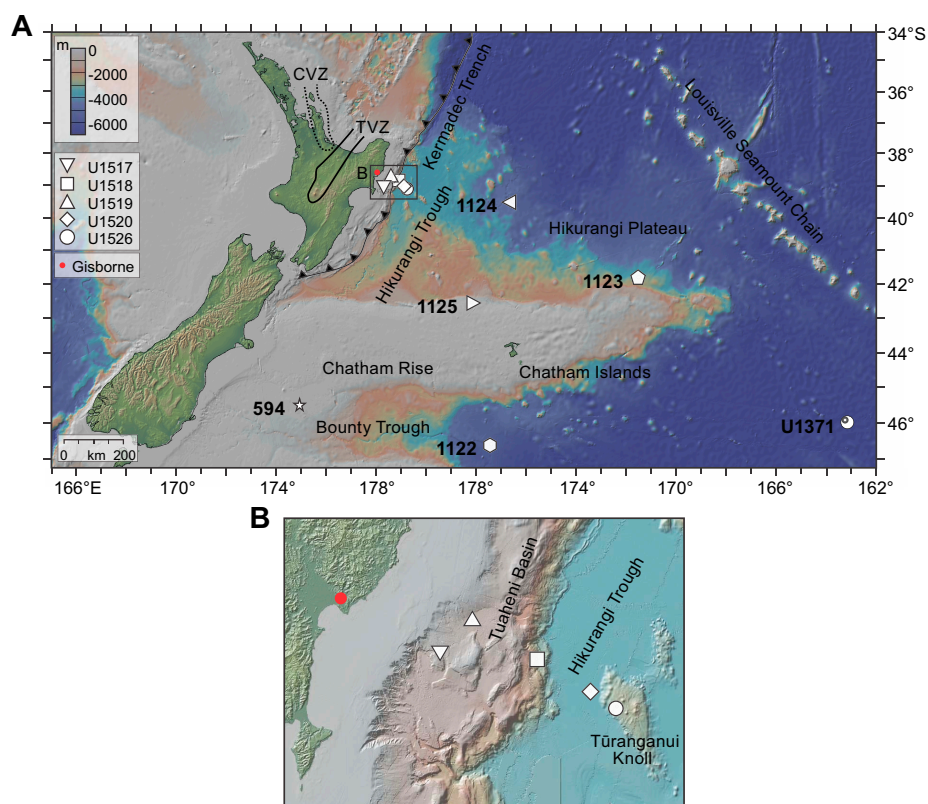 A
m
0
-2000
-4000
-6000
U1517
U1518
U1519
U1520
U1526
Gisborne
CVZ
TVZ
B
Kermadec Trench
Louisville Seamount Chain
Hikurangi Trough
1124
Hikurangi Plateau
1123
1125
Chatham Rise
Chatham Islands
594
Bounty Trough
1122
U1371
0 km 200
34°S
36°
38°
40°
42°
44°
46°
166°E 170° 174° 178° 178° 174° 170° 166° 162°
B
Tuaheni Basin
Hikurangi Trough
Tūranganui
Knoll